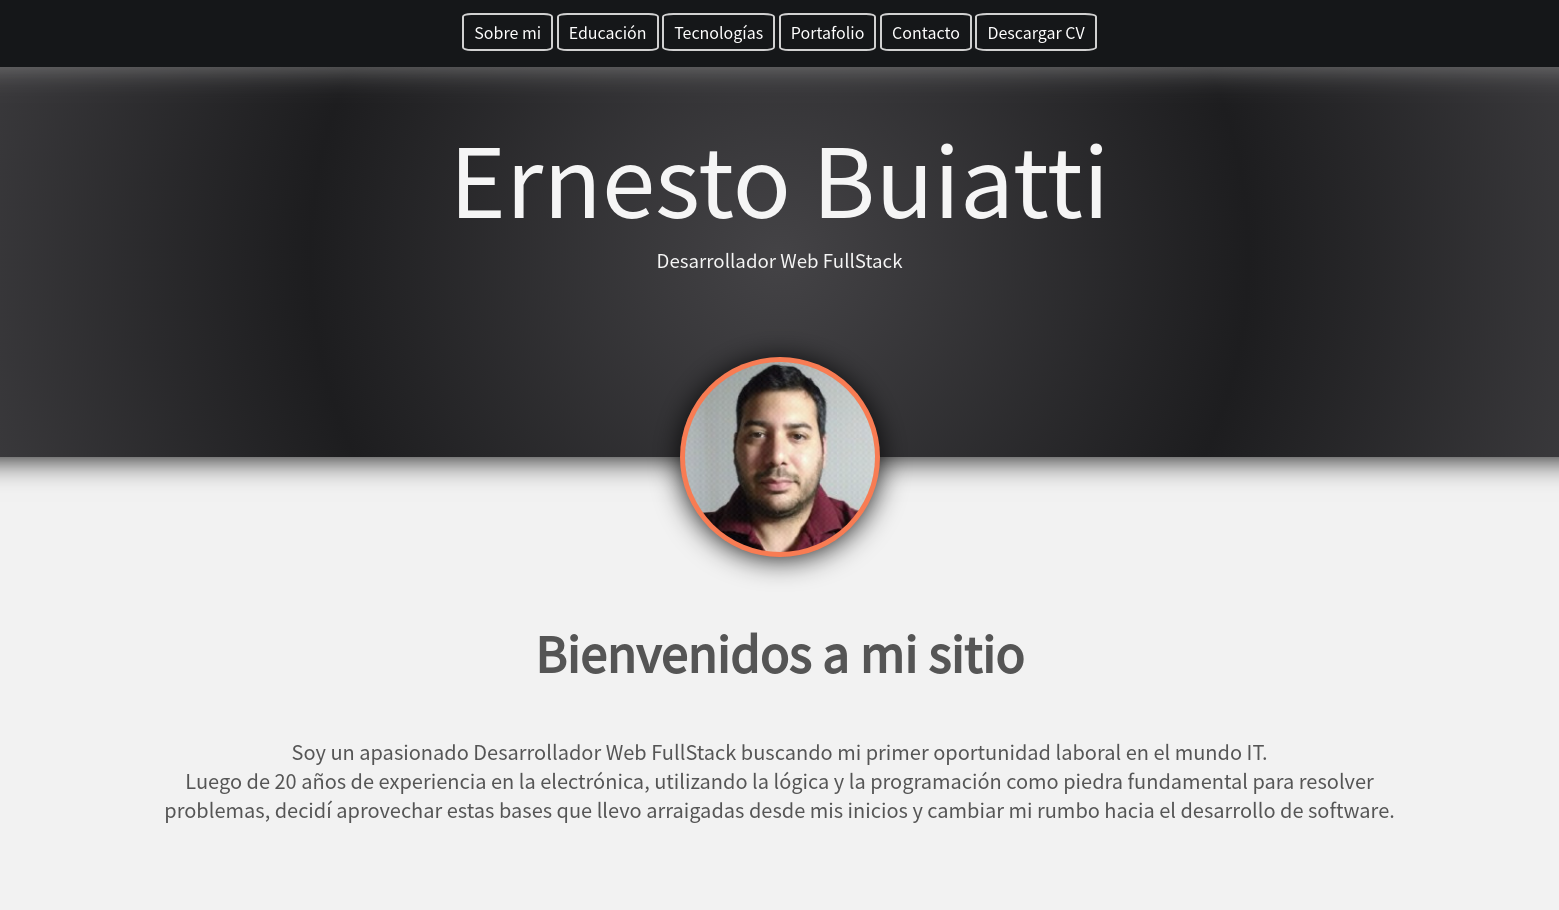 Sobre mi Educación Tecnologías Portafolio Contacto Descargar CV
Ernesto Buiatti
Desarrollador Web FullStack
Bienvenidos a mi sitio
Soy un apasionado Desarrollador Web FullStack buscando mi primer oportunidad laboral en el mundo IT.
Luego de 20 años de experiencia en la electrónica, utilizando la lógica y la programación como piedra fundamental para resolver
problemas, decidí aprovechar estas bases que llevo arraigadas desde mis inicios y cambiar mi rumbo hacia el desarrollo de software.